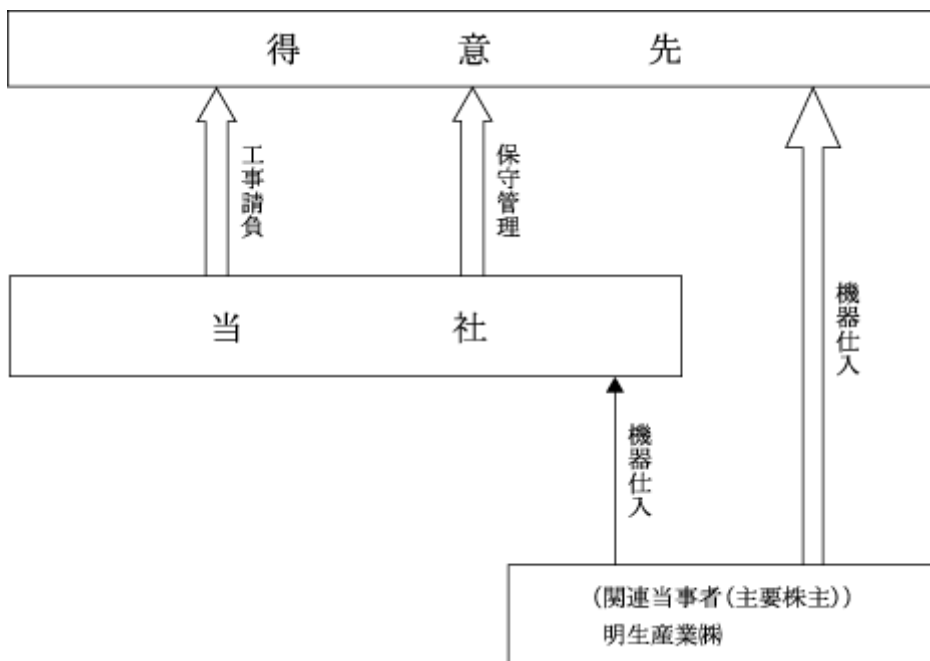 得意先
工事請負
保守管理
機器仕入
当社
機器仕入
(関連当事者(主要株主))
明生産業㈱